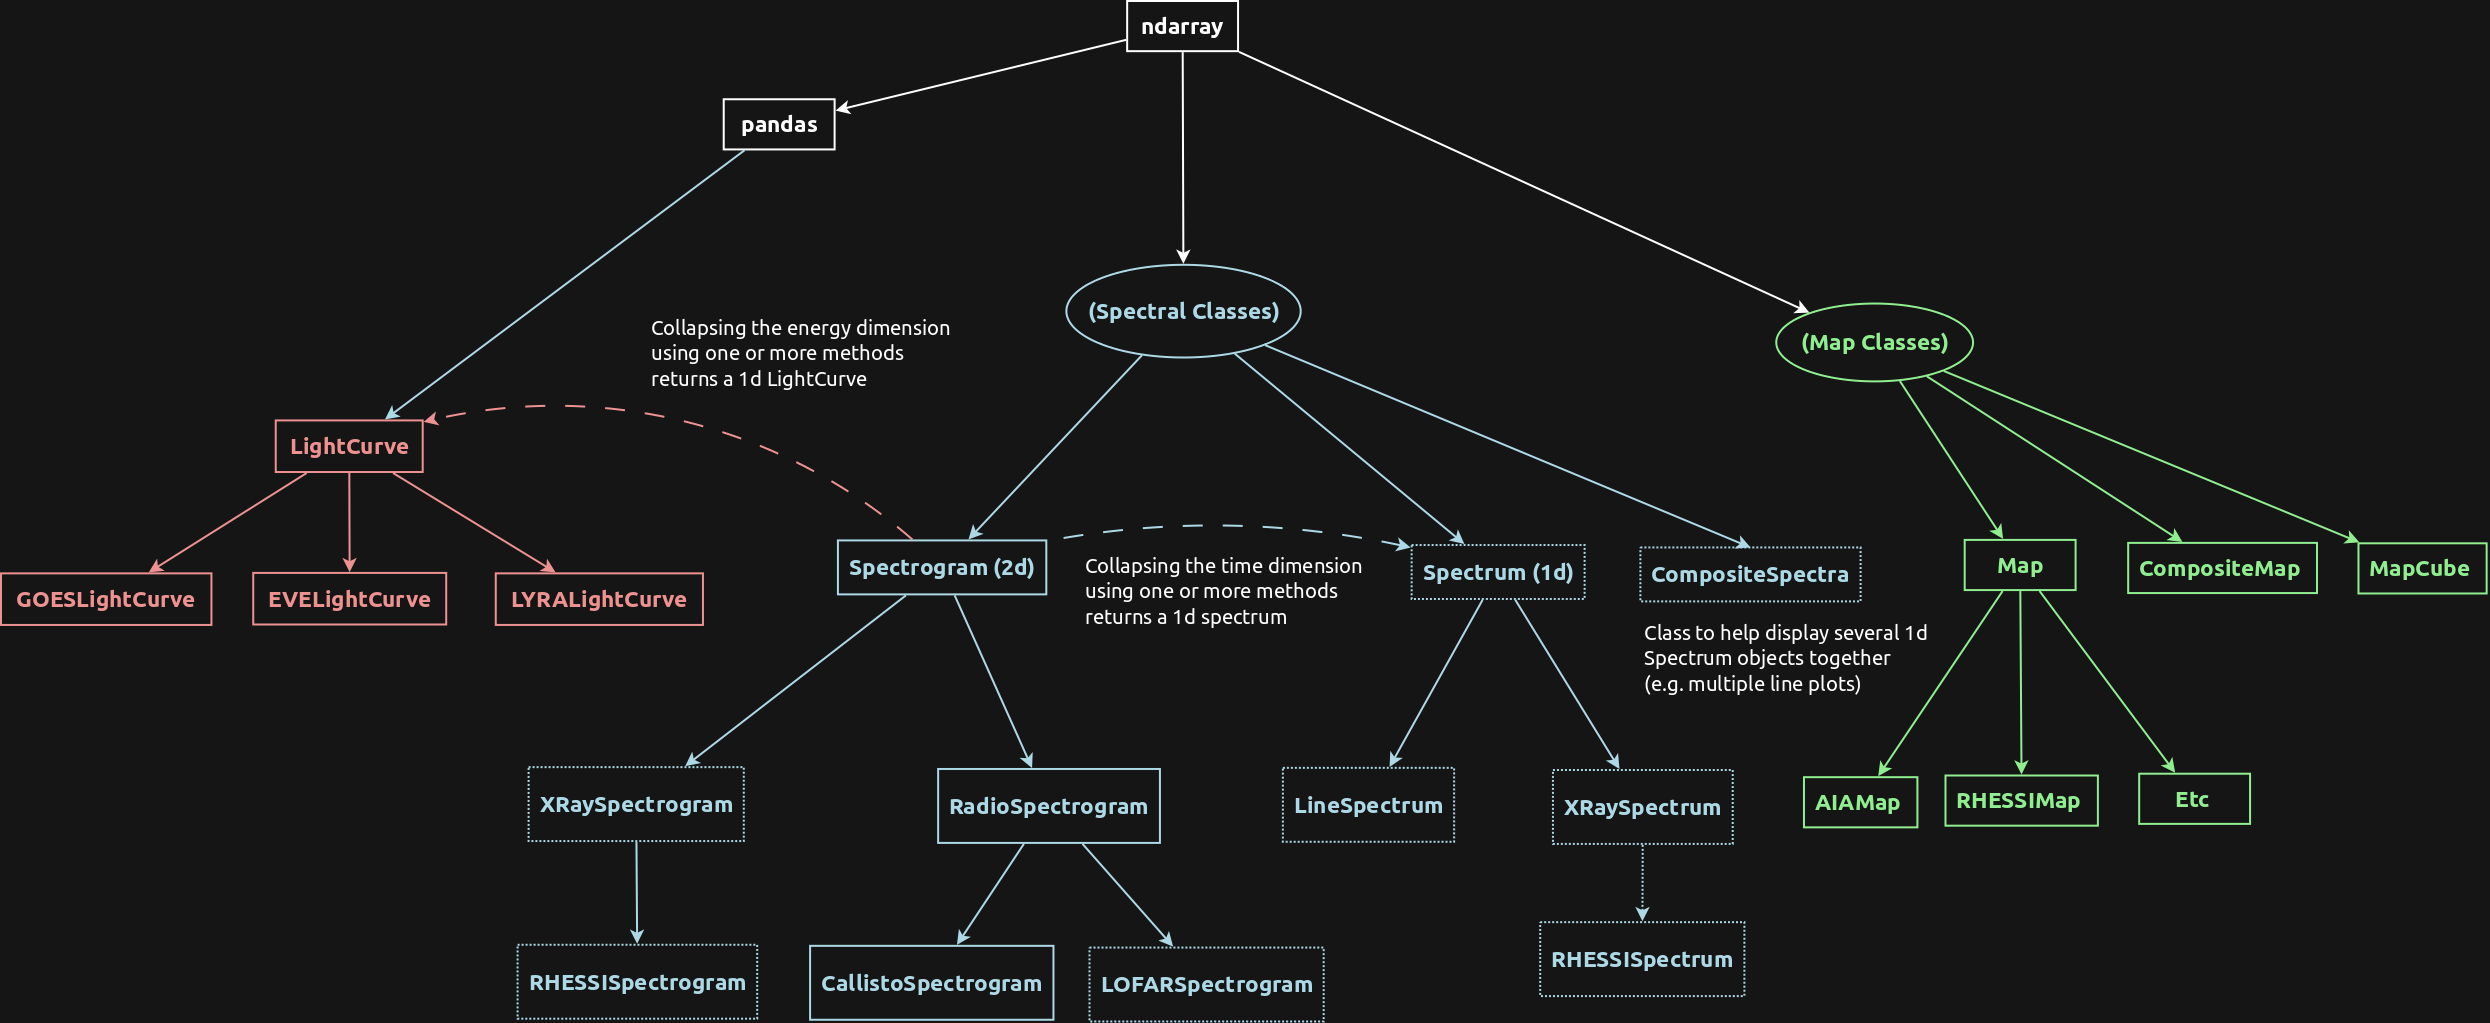 ndarray
pandas
(Spectral Classes)
(Map Classes)
Collapsing the energy dimension
using one or more methods
returns a 1d LightCurve
LightCurve
GOESLightCurve
EVELightCurve
LYRALightCurve
Spectrogram (2d)
Collapsing the time dimension
using one or more methods
returns a 1d spectrum
Spectrum (1d)
CompositeSpectra
Class to help display several 1d
Spectrum objects together
(e.g. multiple line plots)
Map
CompositeMap
MapCube
XRaySpectrogram
RadioSpectrogram
LineSpectrum
XRaySpectrum
AIAMap
RHESSIMap
Etc
RHESSISpectrogram
CallistoSpectrogram
LOFARSpectrogram
RHESSISpectrum